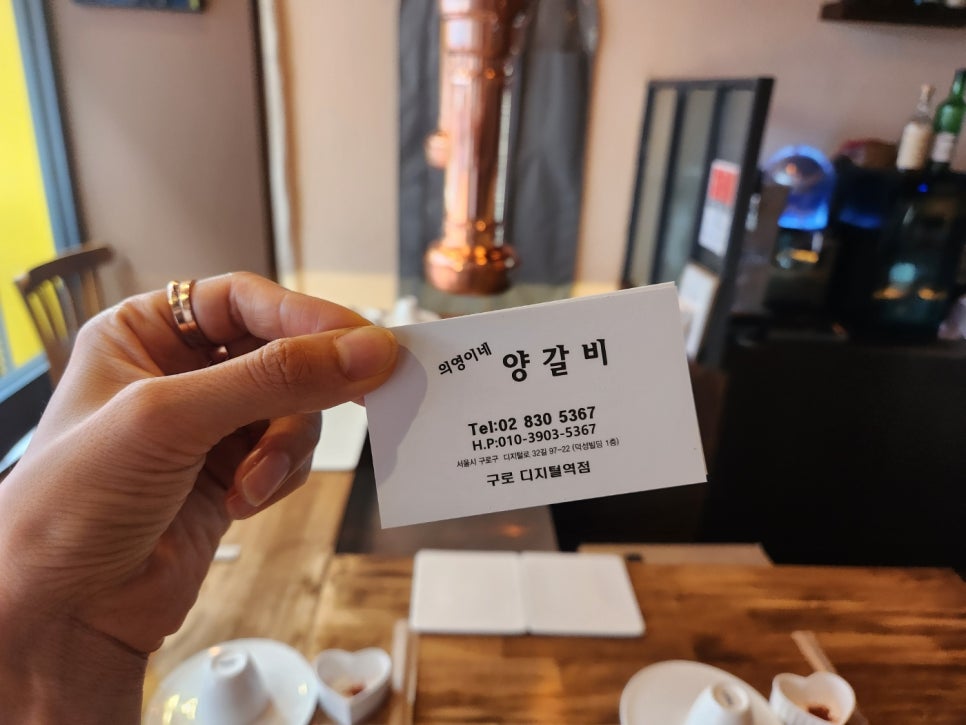 의영이네 양갈비
Tel:02 830 5367
H.P:010-3903-5367
서울시 구로구 디지털로 32길 97-22 (덕성빌딩 1층)
구로 디지털역점